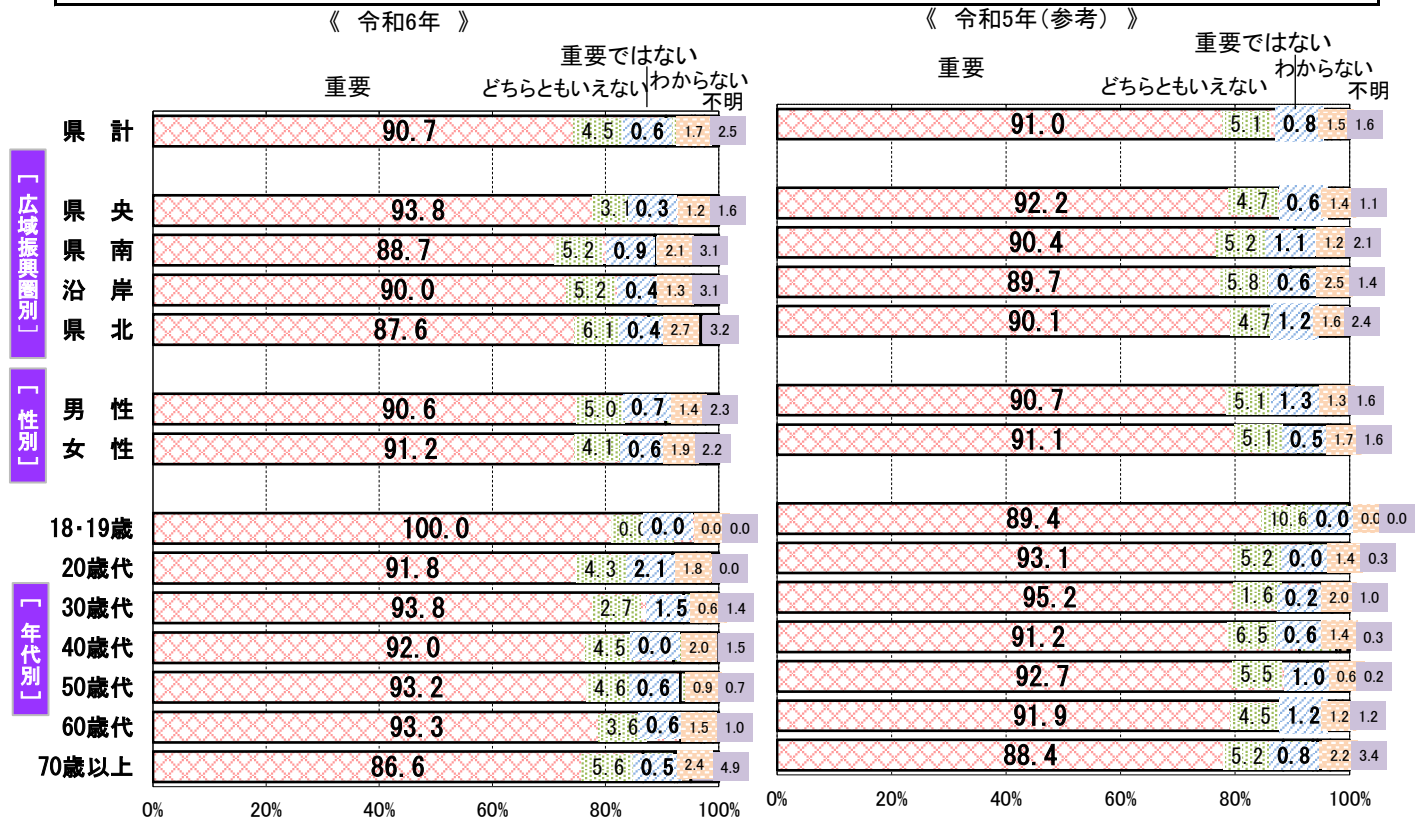 《 令和6年 》
重要
どちらともいえない
重要ではない
わからない
不明
県 計 90.7 4.5 0.6 1.7 2.5
[ 広域振興圏別 ]
県 央 93.8 3.1 0.3 1.2 1.6
県 南 88.7 5.2 0.9 2.1 3.1
沿 岸 90.0 5.2 0.4 1.3 3.1
県 北 87.6 6.1 0.4 2.7 3.2
[ 性別 ]
男 性 90.6 5.0 0.7 1.4 2.3
女 性 91.2 4.1 0.6 1.9 2.2
[ 年代別 ]
18・19歳 100.0 0.0 0.0 0.0 0.0
20歳代 91.8 4.3 2.1 1.8 0.0
30歳代 93.8 2.7 1.5 0.6 1.4
40歳代 92.0 4.5 0.0 2.0 1.5
50歳代 93.2 4.6 0.6 0.9 0.7
60歳代 93.3 3.6 0.6 1.5 1.0
70歳以上 86.6 5.6 0.5 2.4 4.9
0% 20% 40% 60% 80% 100%
《 令和5年(参考) 》
重要
どちらともいえない
重要ではない
わからない
不明
91.0 5.1 0.8 1.5 1.6
92.2 4.7 0.6 1.4 1.1
90.4 5.2 1.1 1.2 2.1
89.7 5.8 0.6 2.5 1.4
90.1 4.7 1.2 1.6 2.4
90.7 5.1 1.3 1.3 1.6
91.1 5.1 0.5 1.7 1.6
89.4 10.6 0.0 0.0 0.0
93.1 5.2 0.0 1.4 0.3
95.2 1.6 0.2 2.0 1.0
91.2 6.5 0.6 1.4 0.3
92.7 5.5 1.0 0.6 0.2
91.9 4.5 1.2 1.2 1.2
88.4 5.2 0.8 2.2 3.4
0% 20% 40% 60% 80% 100%